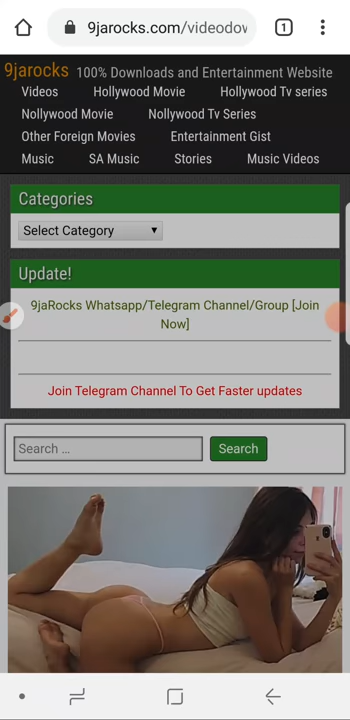 9jarocks.com/videodov
1
9jarocks 100% Downloads and Entertainment Website
Videos Hollywood Movie Hollywood Tv series
Nollywood Movie Nollywood Tv Series
Other Foreign Movies Entertainment Gist
Music SA Music Stories Music Videos
Categories
Select Category
Update!
9jaRocks Whatsapp/Telegram Channel/Group [Join
Now]
Join Telegram Channel To Get Faster updates
Search ... Search